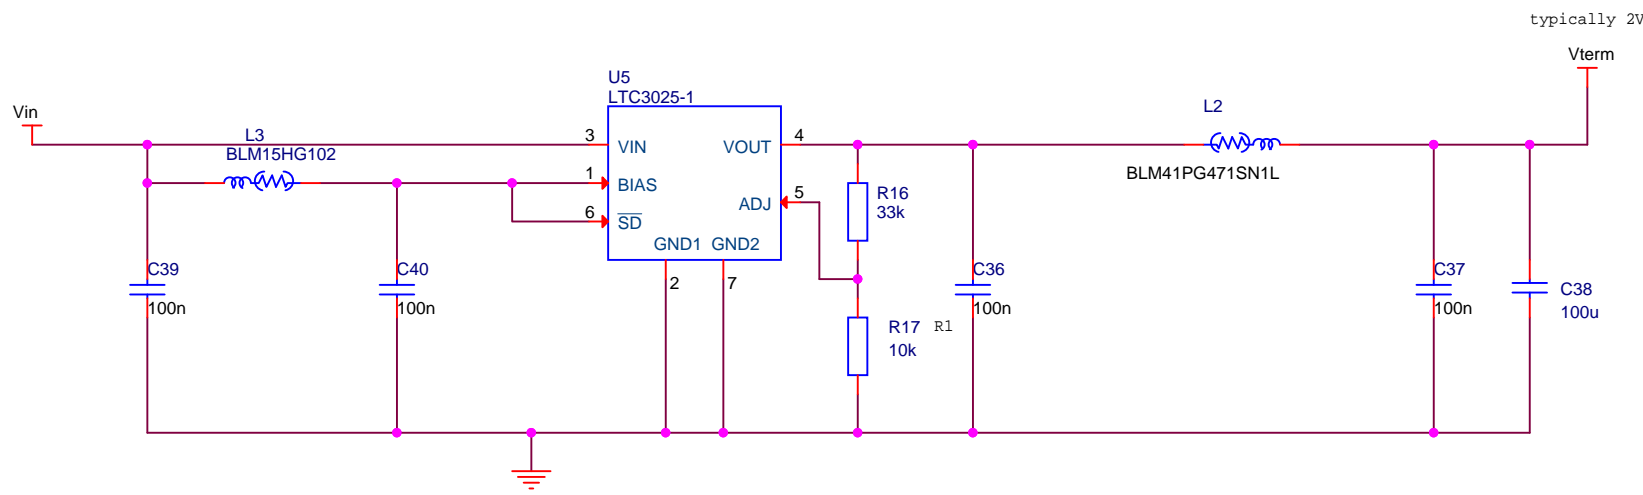 typically 2V
Vterm
U5
LTC3025-1
Vin
L3
BLM15HG102
L2
BLM41PG471SN1L
3
VIN
VOUT
4
1
BIAS
ADJ
5
6
SD
GND1
GND2
2
7
R16
33k
C39
100n
C40
100n
R17
R1
10k
C36
100n
C37
100n
C38
100u